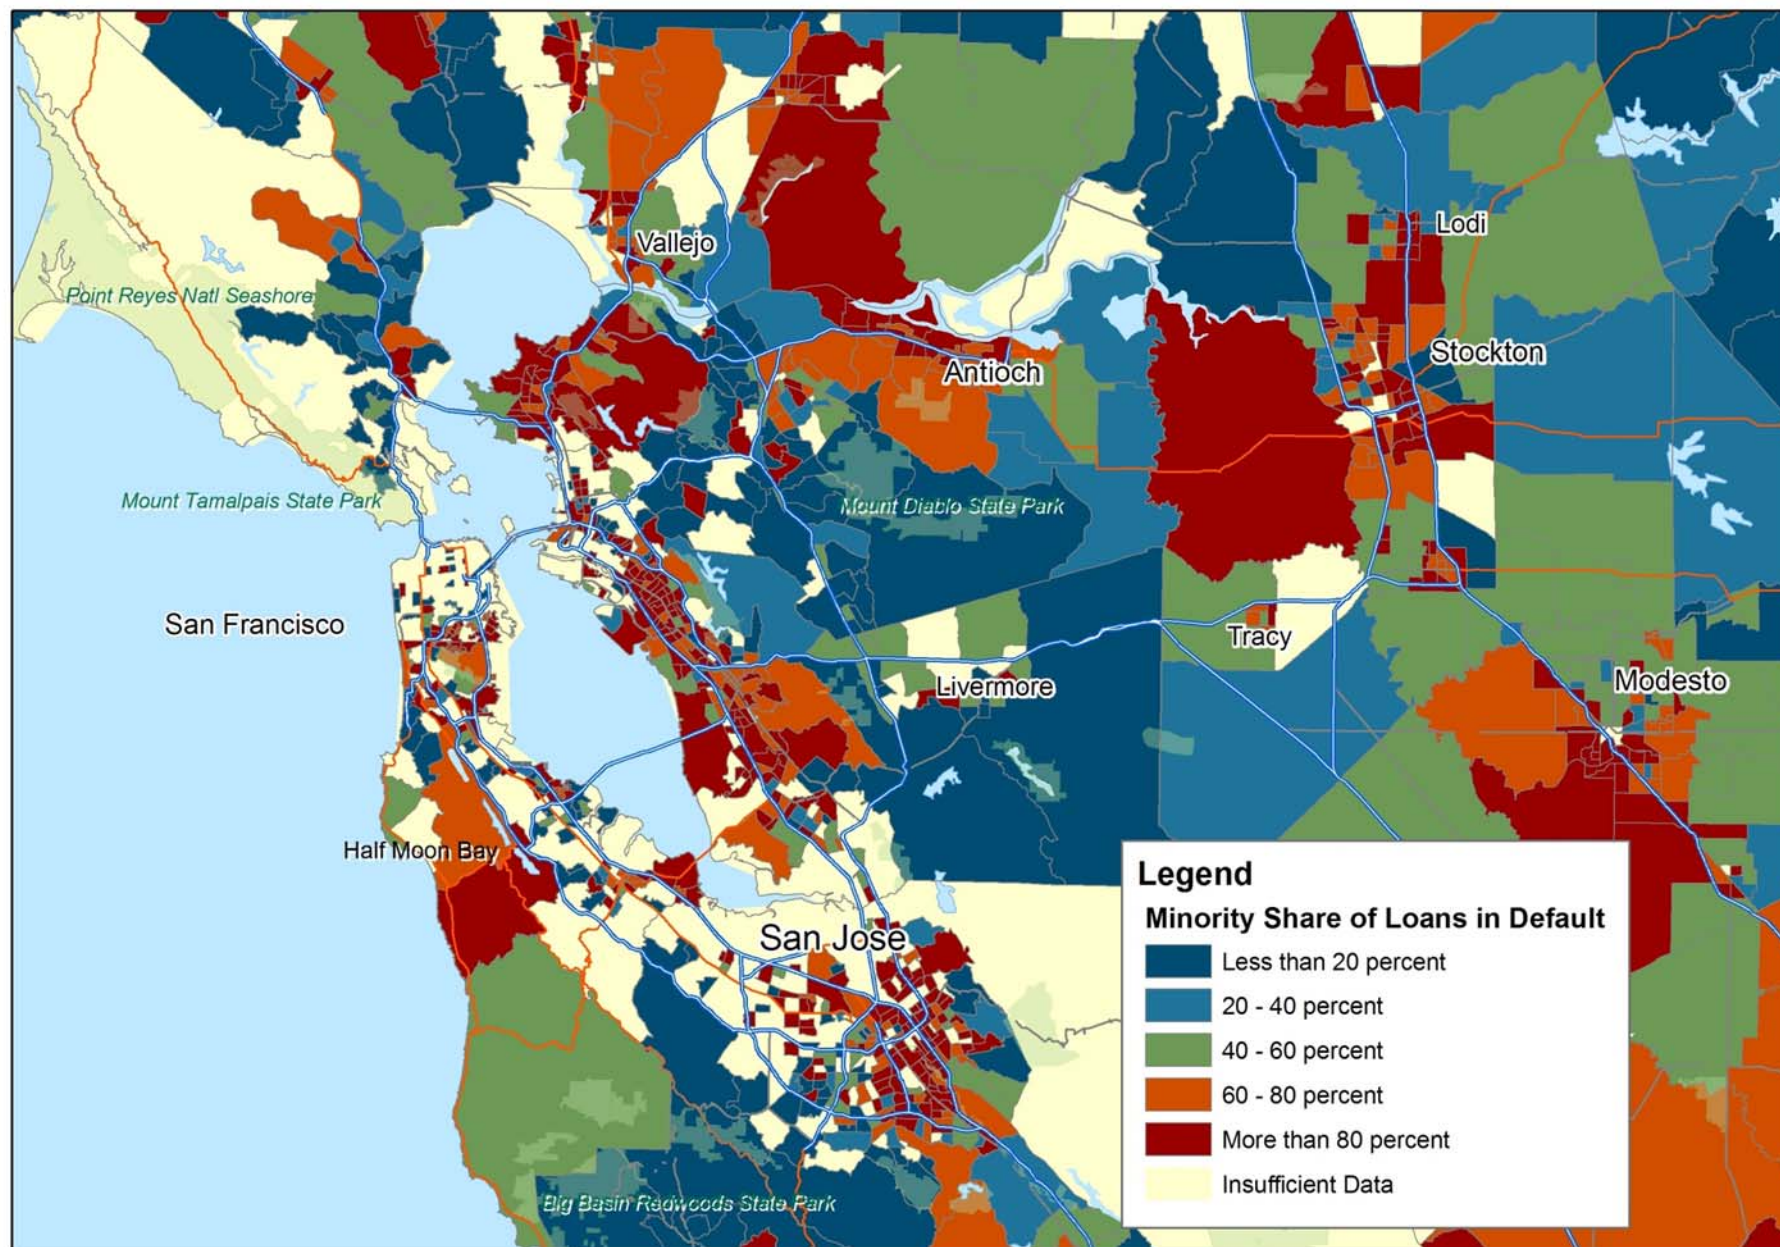 Lodi
Vallejo
Point Reyes Natl Seashore
Stockton
Antioch
Mount Tamalpais State Park
Mount Diablo State Park
San Francisco
Tracy
Livermore
Modesto
Half Moon Bay
San Jose
Big Basin Redwoods State Park
Legend
Minority Share of Loans in Default
Less than 20 percent
20 - 40 percent
40 - 60 percent
60 - 80 percent
More than 80 percent
Insufficient Data